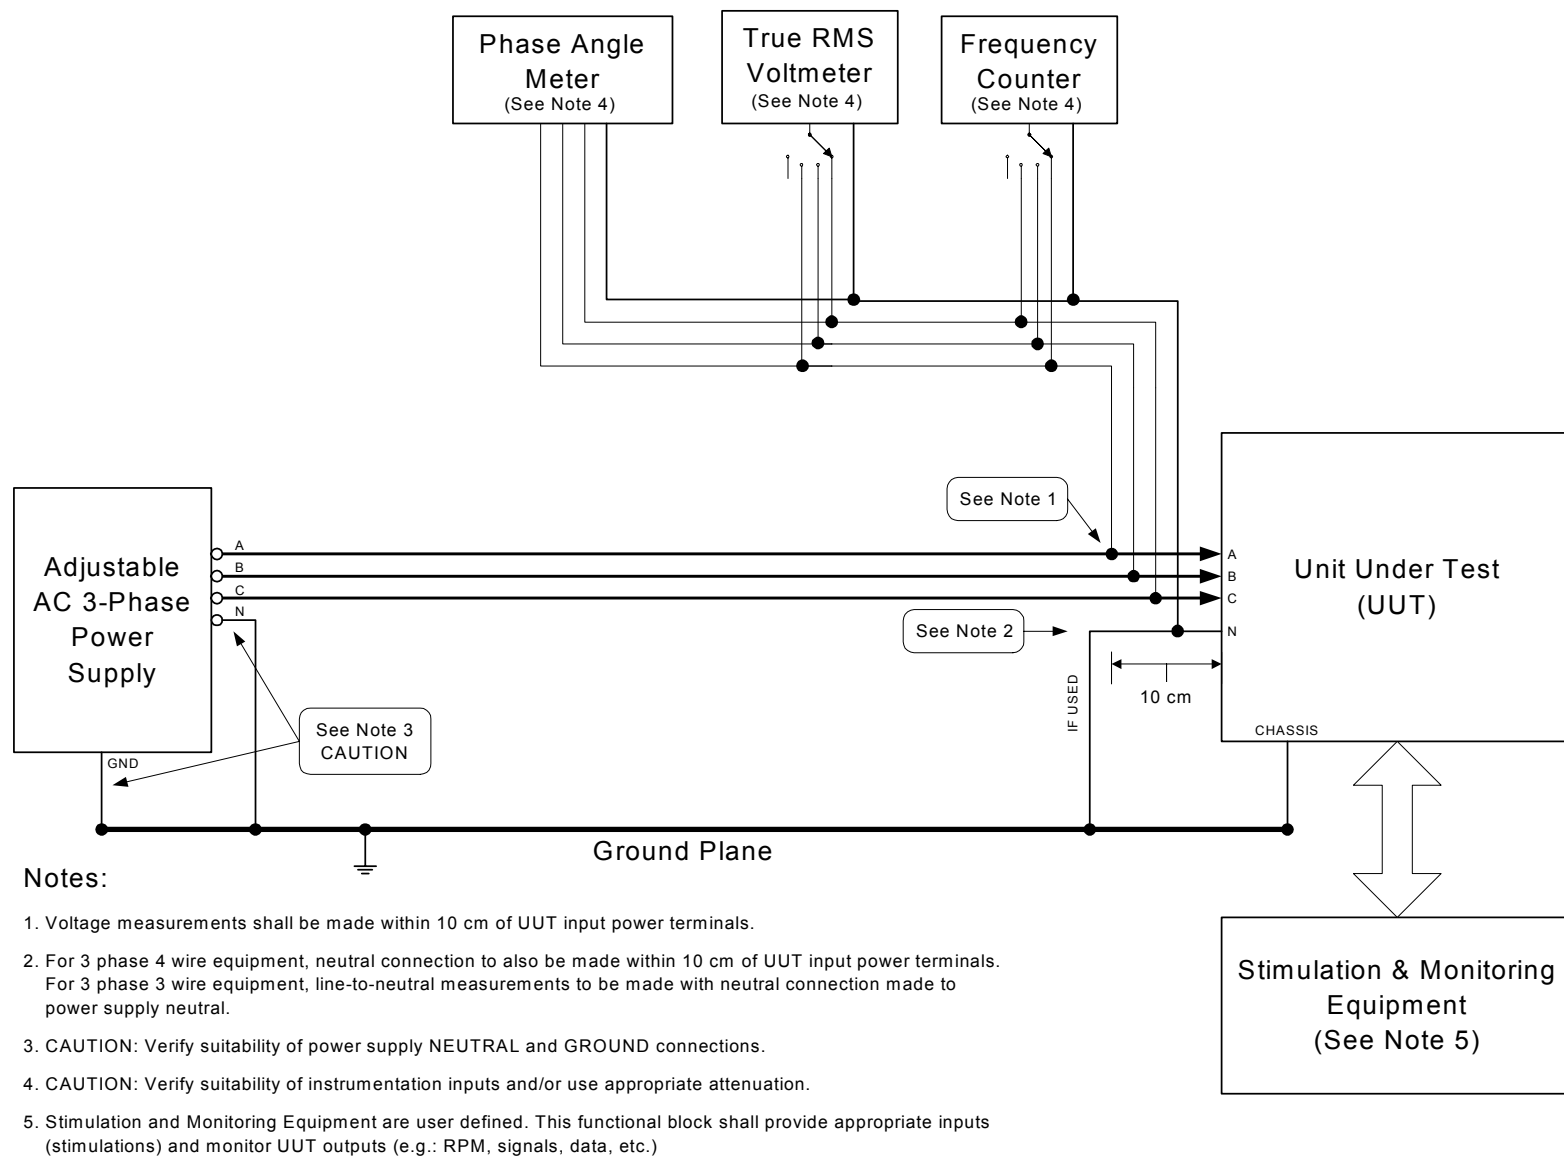 Phase Angle
Meter
(See Note 4)
True RMS
Voltmeter
(See Note 4)
Frequency
Counter
(See Note 4)
See Note 1
Adjustable
AC 3-Phase
Power
Supply
A
B
C
N
A
B
C
N
Unit Under Test
(UUT)
See Note 2
10 cm
IF USED
See Note 3
CAUTION
CHASSIS
GND
Ground Plane
Stimulation & Monitoring
Equipment
(See Note 5)
Notes:
1. Voltage measurements shall be made within 10 cm of UUT input power terminals.
2. For 3 phase 4 wire equipment, neutral connection to also be made within 10 cm of UUT input power terminals.
For 3 phase 3 wire equipment, line-to-neutral measurements to be made with neutral connection made to
power supply neutral.
3. CAUTION: Verify suitability of power supply NEUTRAL and GROUND connections.
4. CAUTION: Verify suitability of instrumentation inputs and/or use appropriate attenuation.
5. Stimulation and Monitoring Equipment are user defined. This functional block shall provide appropriate inputs
(stimulations) and monitor UUT outputs (e.g.: RPM, signals, data, etc.)